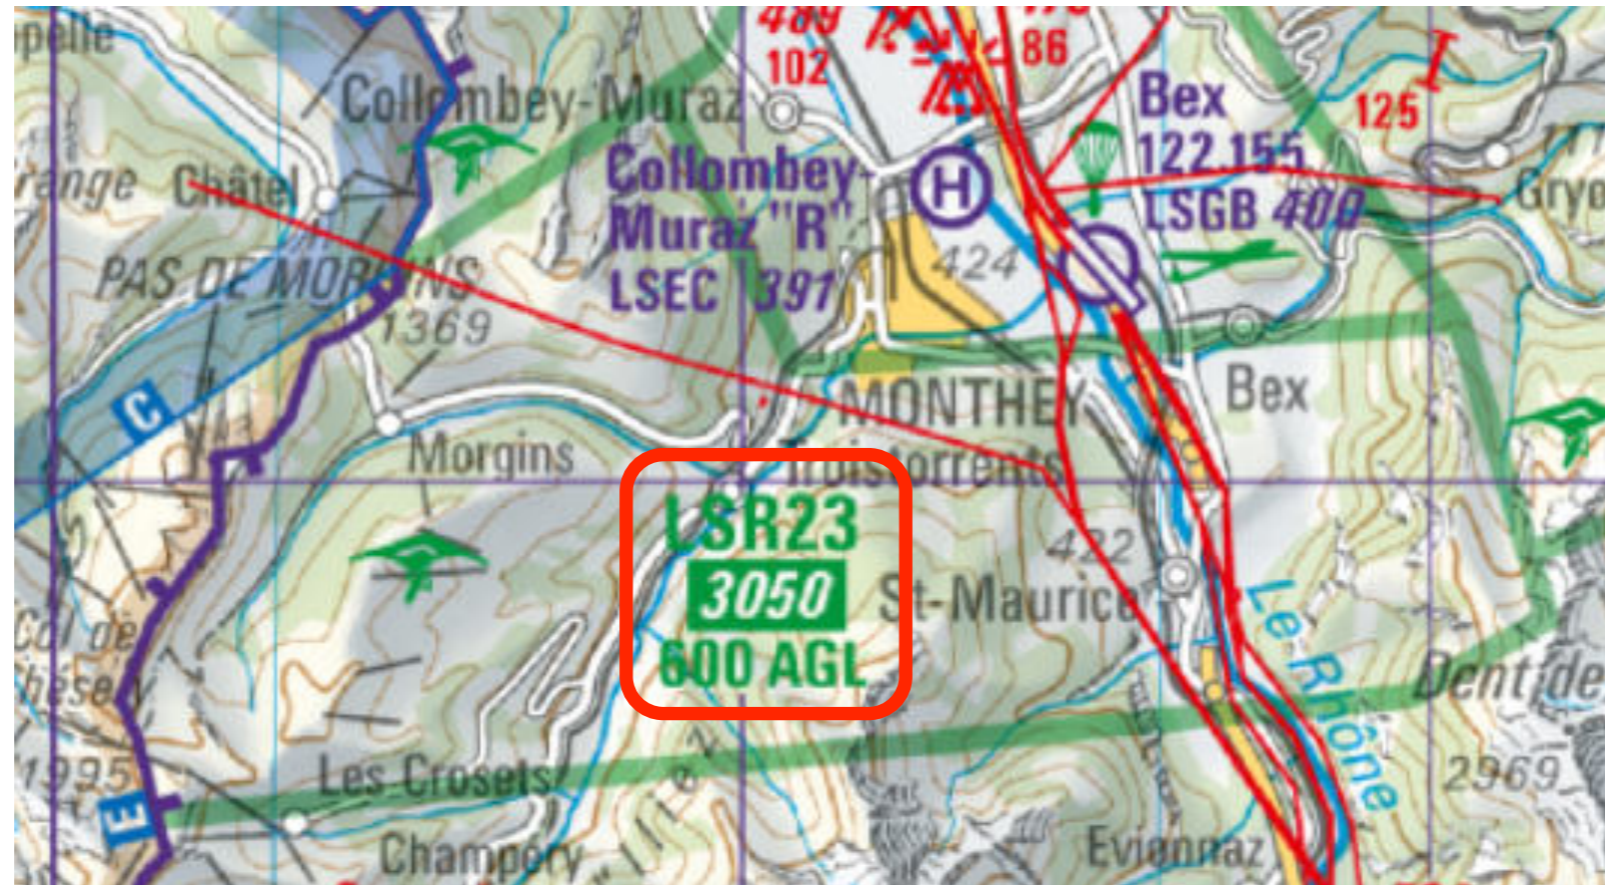 489
102
86
Collombey-Muraz
Bex
122.155
LSGB 400
125
Châtel
Collombey-
Muraz "R"
LSEC 391
H
424
PAS DE MORGINS
1369
C
MONTHEY
Bex
Morgins
Troistorrents
LSR23
3050
600 AGL
422
St-Maurice
Le Rhône
Col de
Dent de
1995
Les Crosets
2969
E
Champéry
Evionnaz